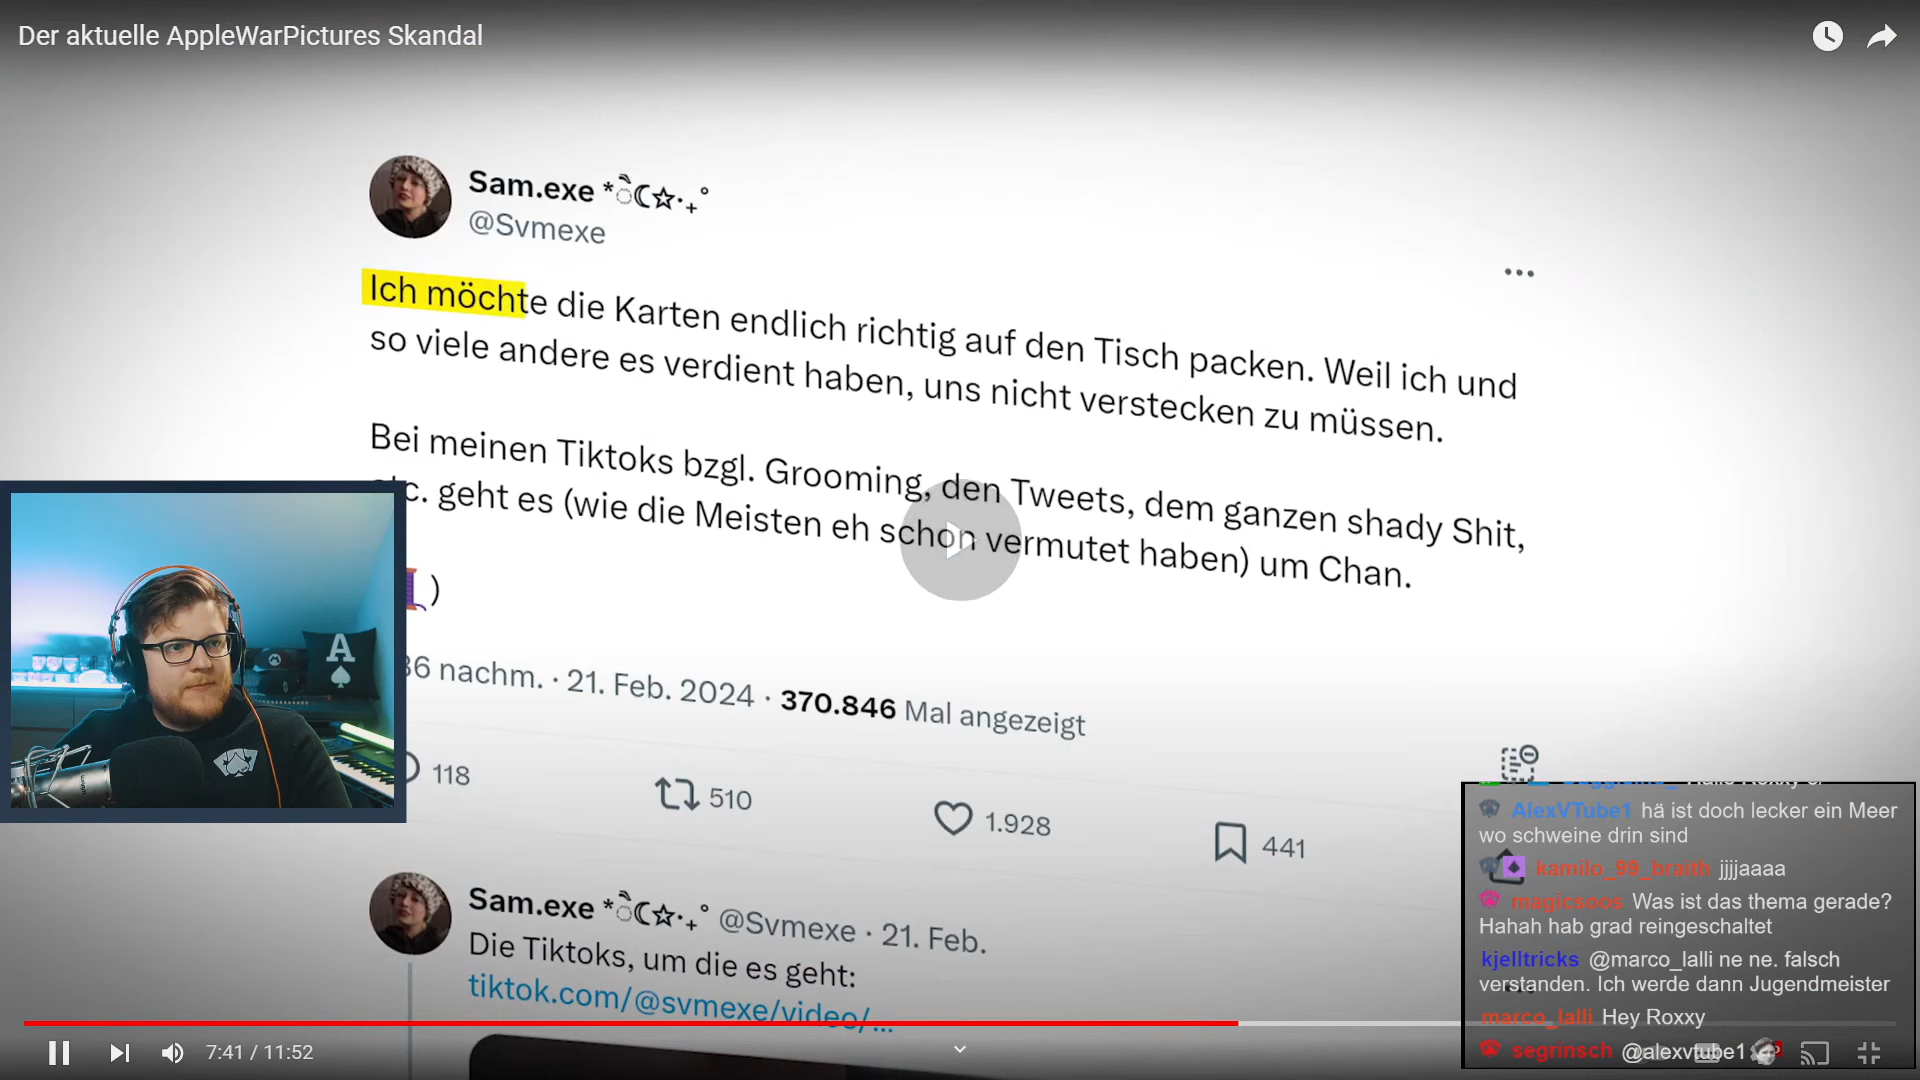 Der aktuelle AppleWarPictures Skandal
Sam.exe
@Svmexe
Ich möchte die Karten endlich richtig auf den Tisch packen. Weil ich und
so viele andere es verdient haben, uns nicht verstecken zu müssen.
Bei meinen Tiktoks bzgl. Grooming, den Tweets, dem ganzen shady Shit,
etc. geht es (wie die Meisten eh schon vermutet haben) um Chan.
)
36 nachm. · 21. Feb. 2024 · 370.846 Mal angezeigt
118
510
1.928
441
Sam.exe @Svmexe · 21. Feb.
Die Tiktoks, um die es geht:
tiktok.com/@svmexe/video/...
A
AlexVTube1 hä ist doch lecker ein Meer
wo schweine drin sind
kamilo_99_braith jjjjaaaa
magicsoos Was ist das thema gerade?
Hahah hab grad reingeschaltet
kjelltricks @marco_lalli ne ne. falsch
verstanden. Ich werde dann Jugendmeister
marco_lalli Hey Roxxy
segrinsch @alexvtube1
7:41 / 11:52